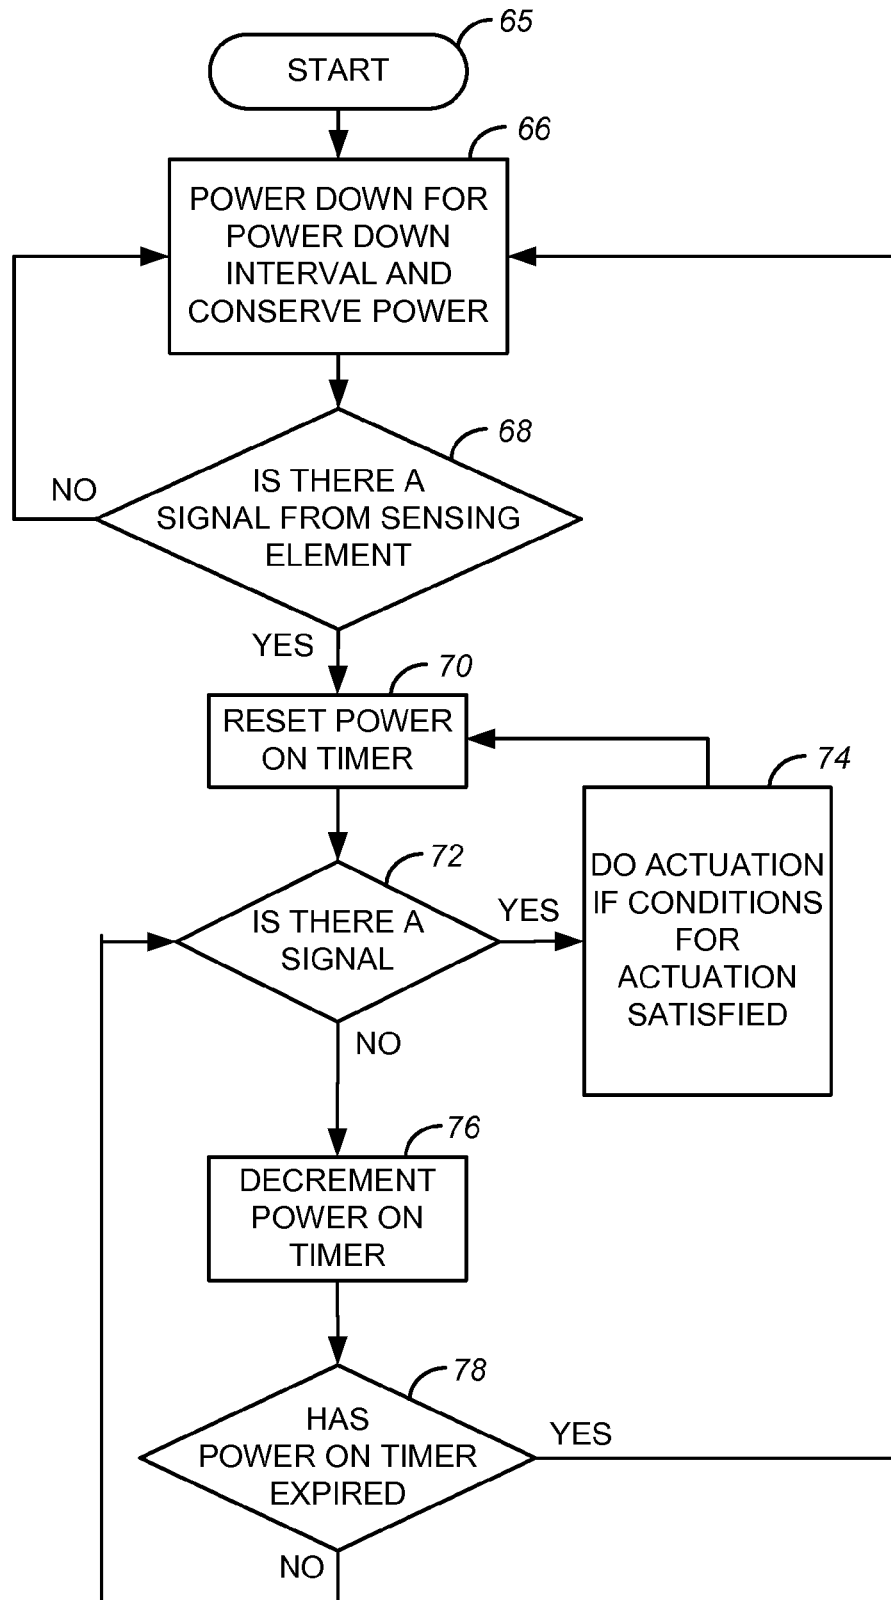 65
START
66
POWER DOWN FOR
POWER DOWN
INTERVAL AND
CONSERVE POWER
68
IS THERE A
SIGNAL FROM SENSING
ELEMENT
NO
YES
70
RESET POWER
ON TIMER
72
IS THERE A
SIGNAL
YES
74
DO ACTUATION
IF CONDITIONS
FOR
ACTUATION
SATISFIED
NO
76
DECREMENT
POWER ON
TIMER
78
HAS
POWER ON TIMER
EXPIRED
YES
NO